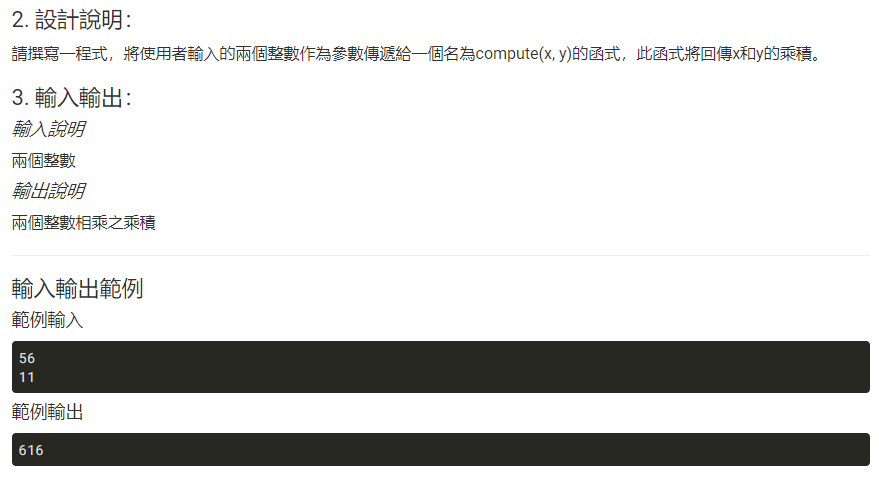 2. 設計說明：
請撰寫一程式，將使用者輸入的兩個整數作為參數傳遞給一個名為compute(x, y)的函式，此函式將回傳x和y的乘積。
3. 輸入輸出：
輸入說明
兩個整數
輸出說明
兩個整數相乘之乘積
輸入輸出範例
範例輸入
56
11
範例輸出
616